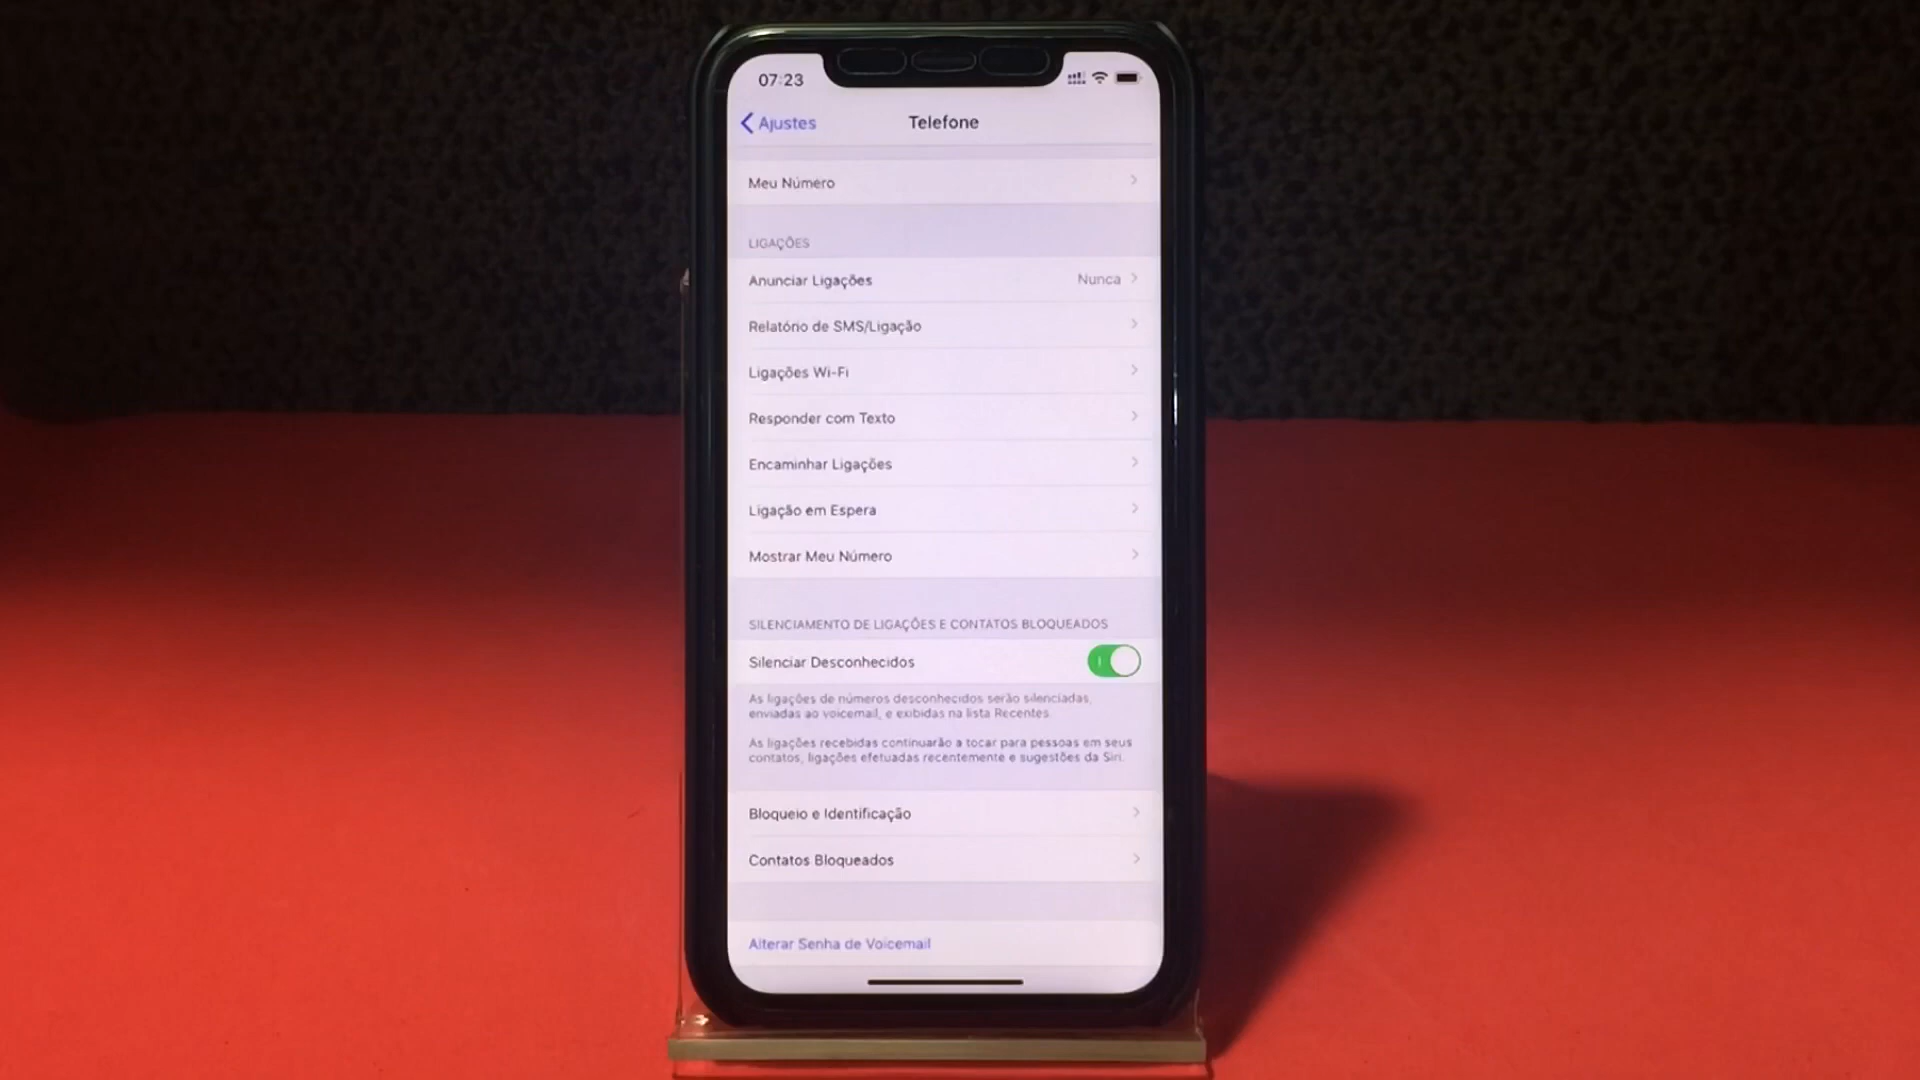 07:23
Ajustes
Telefone
Meu Número
LIGAÇÕES
Anunciar Ligações
Nunca
Relatório de SMS/Ligação
Ligações Wi-Fi
Responder com Texto
Encaminhar Ligações
Ligação em Espera
Mostrar Meu Número
SILENCIAMENTO DE LIGAÇÕES E CONTATOS BLOQUEADOS
Silenciar Desconhecidos
As ligações de números desconhecidos serão silenciadas,
enviadas ao voicemail, e exibidas na lista Recentes.
As ligações recebidas continuarão a tocar para pessoas em seus
contatos, ligações efetuadas recentemente e sugestões da Siri.
Bloqueio e Identificação
Contatos Bloqueados
Alterar Senha de Voicemail